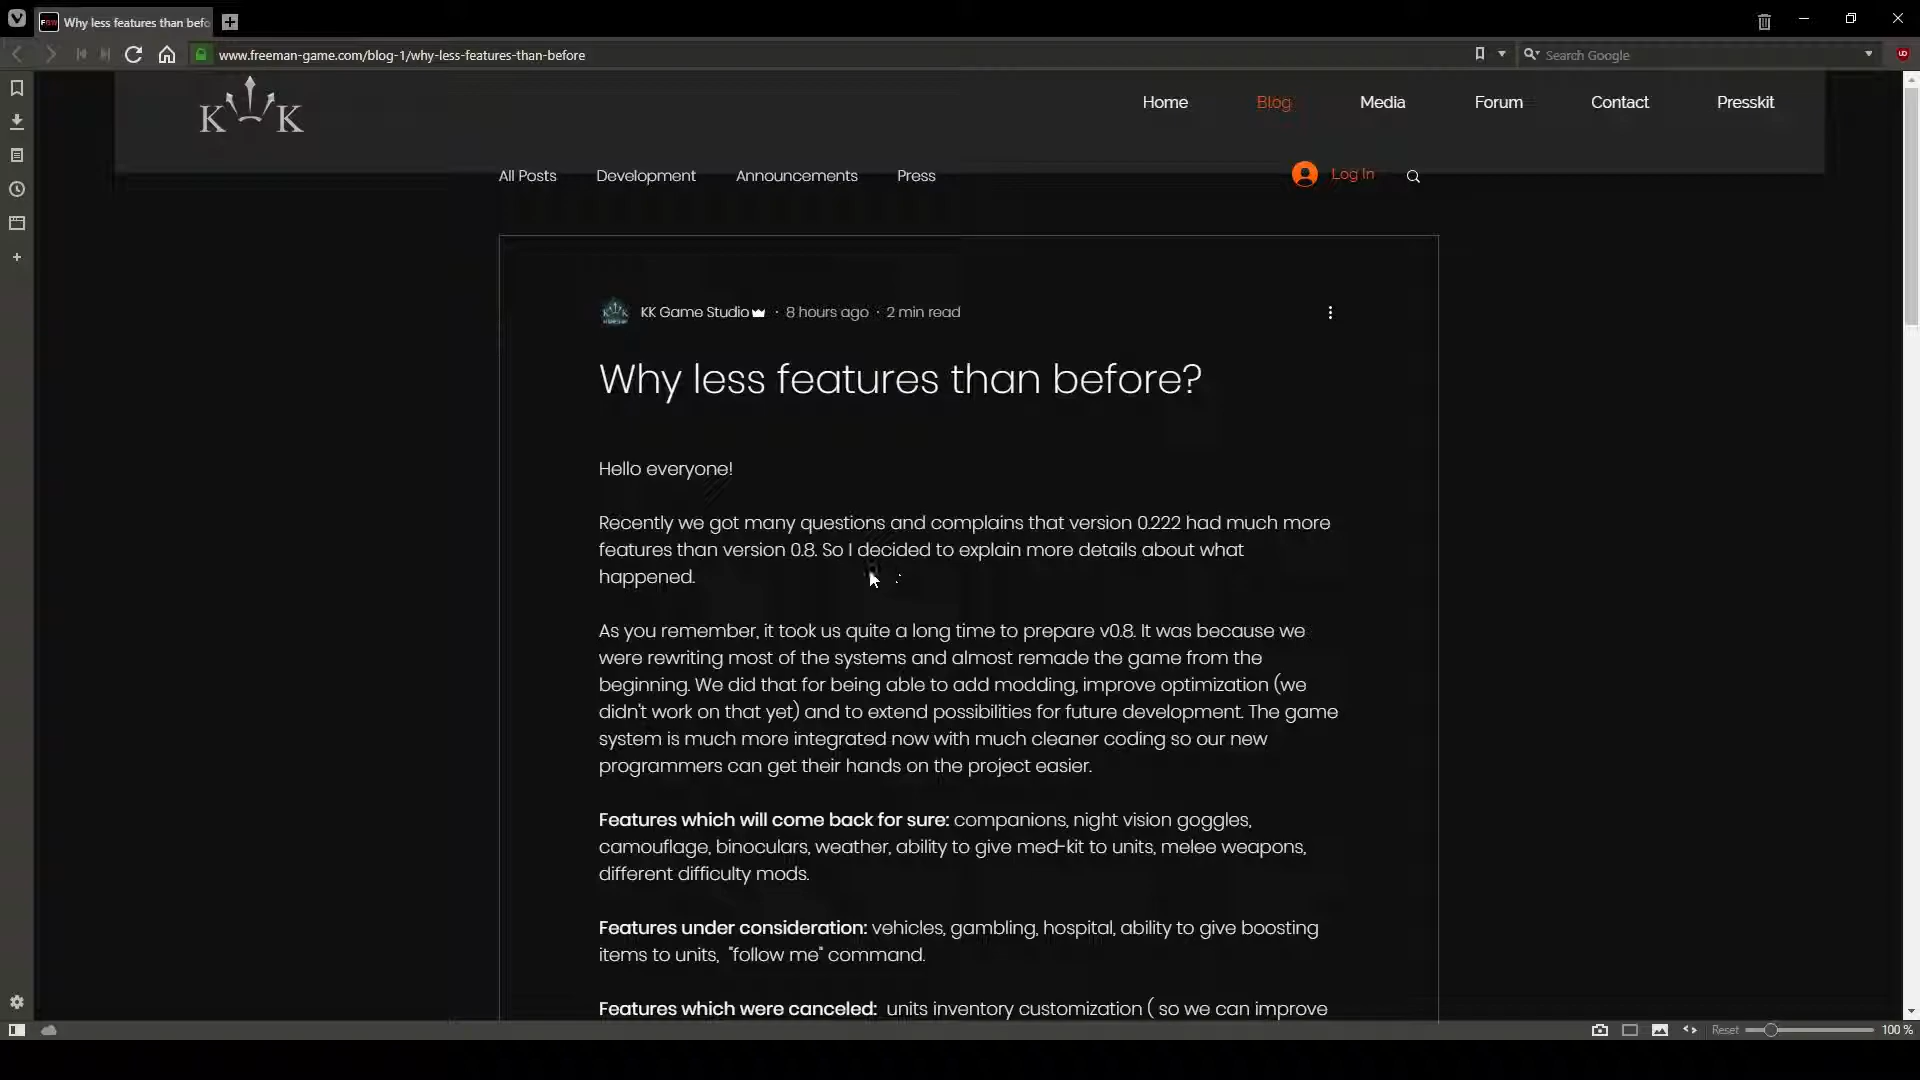 Why less features than befo
www.freeman-game.com/blog-1/why-less-features-than-before
Search Google
K K
Home
Blog
Media
Forum
Contact
Presskit
All Posts
Development
Announcements
Press
Log In
KK Game Studio · 8 hours ago · 2 min read
Why less features than before?
Hello everyone!
Recently we got many questions and complains that version 0.222 had much more
features than version 0.8. So I decided to explain more details about what
happened.
As you remember, it took us quite a long time to prepare v0.8. It was because we
were rewriting most of the systems and almost remade the game from the
beginning. We did that for being able to add modding, improve optimization (we
didn't work on that yet) and to extend possibilities for future development. The game
system is much more integrated now with much cleaner coding so our new
programmers can get their hands on the project easier.
Features which will come back for sure: companions, night vision goggles,
camouflage, binoculars, weather, ability to give med-kit to units, melee weapons,
different difficulty mods.
Features under consideration: vehicles, gambling, hospital, ability to give boosting
items to units, "follow me" command.
Features which were canceled: units inventory customization ( so we can improve
Reset
100 %